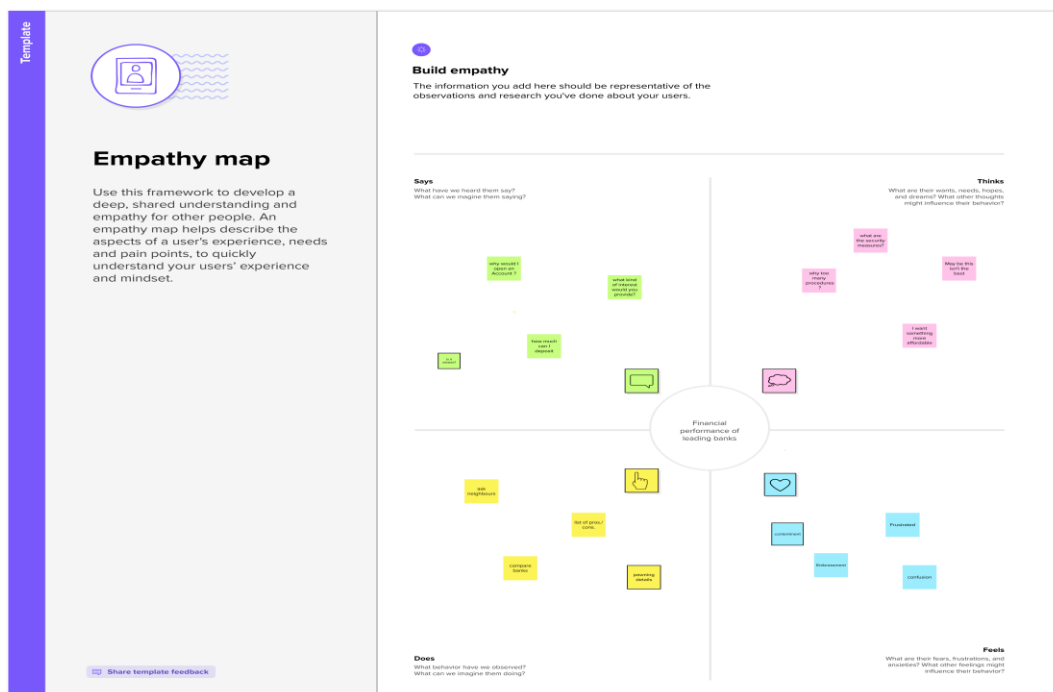 Template
Empathy map
Use this framework to develop a
deep, shared understanding and
empathy for other people. An
empathy map helps describe the
aspects of a user's experience, needs
and pain points, to quickly
understand your users' experience
and mindset.
Share template feedback
Build empathy
The information you add here should be representative of the
observations and research you've done about your users.
Says
What have we heard them say?
What can we imagine them saying?
why would I
open an
Account ?
what kind
of interest
would you
provide?
how much
can I
deposit
Thinks
What are their wants, needs, hopes,
and dreams? What other thoughts
might influence their behavior?
what are
the security
measures?
why too
many
procedures
?
May be this
isn't the
best
I want
something
more
affordable
Financial
performance of
leading banks
ask
neighbours
list of pros/
cons.
compare
banks
details
Does
What behavior have we observed?
What can we imagine them doing?
contentment
Frustrated
confusion
Feels
What are their fears, frustrations, and
anxieties? What other feelings might
influence their behavior?